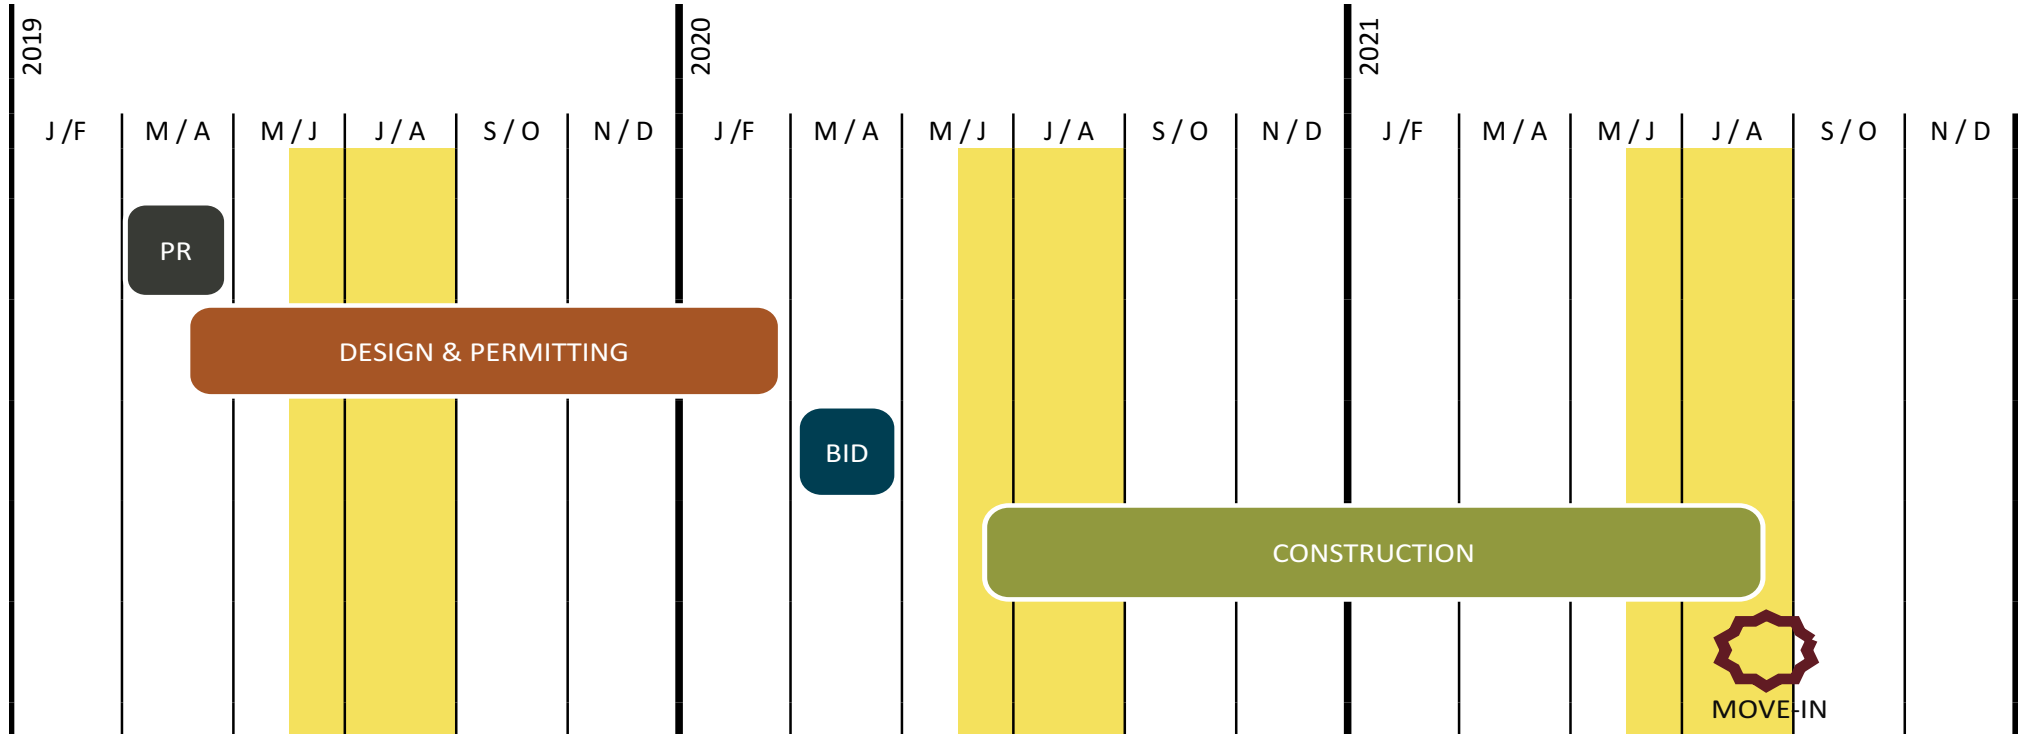 2019 2020 2021
J /F M / A M / J J / A S / O N / D J /F M / A M / J J / A S / O N / D J /F M / A M / J J / A S / O N / D
PR
DESIGN & PERMITTING
BID
CONSTRUCTION
MOVE-IN